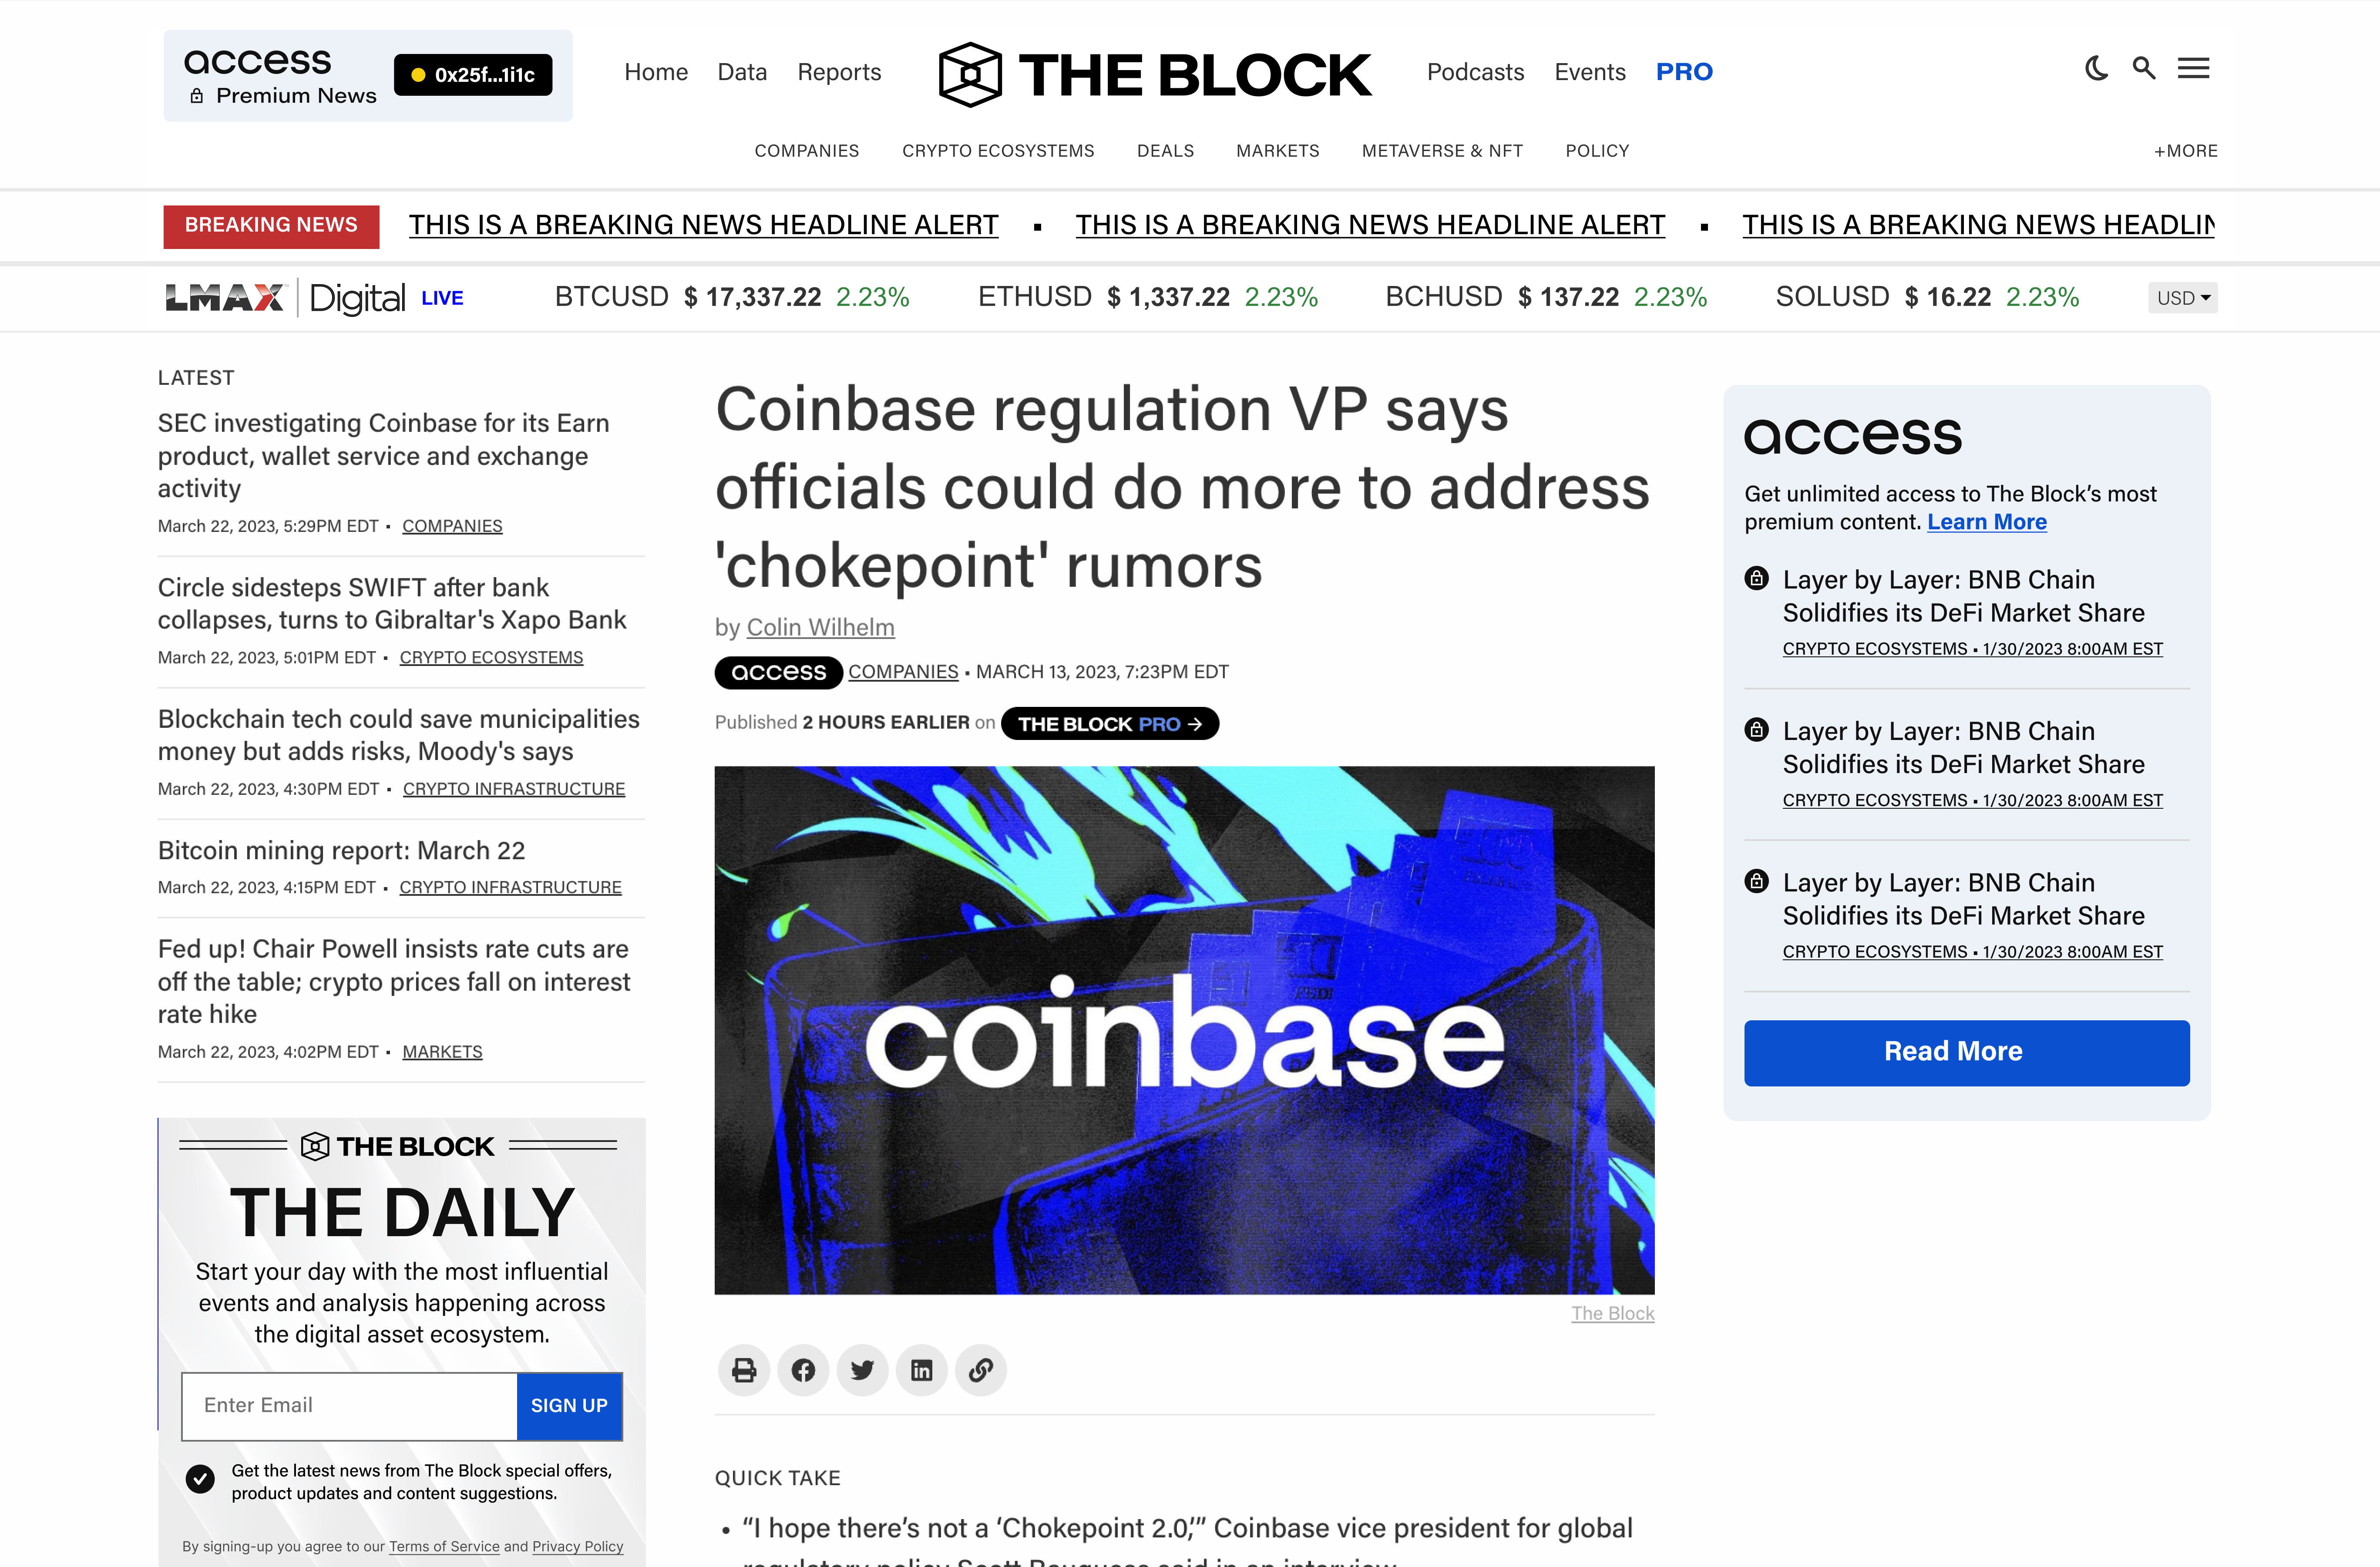 access
Premium News
0x25f...1i1c
Home
Data
Reports
THE BLOCK
Podcasts
Events
PRO
COMPANIES
CRYPTO ECOSYSTEMS
DEALS
MARKETS
METAVERSE & NFT
POLICY
+MORE
BREAKING NEWS
THIS IS A BREAKING NEWS HEADLINE ALERT ▪ THIS IS A BREAKING NEWS HEADLINE ALERT ▪ THIS IS A BREAKING NEWS HEADLIN
LMAX Digital LIVE
BTCUSD $ 17,337.22 2.23%
ETHUSD $ 1,337.22 2.23%
BCHUSD $ 137.22 2.23%
SOLUSD $ 16.22 2.23%
USD
LATEST
SEC investigating Coinbase for its Earn
product, wallet service and exchange
activity
March 22, 2023, 5:29PM EDT ▪ COMPANIES
Circle sidesteps SWIFT after bank
collapses, turns to Gibraltar's Xapo Bank
March 22, 2023, 5:01PM EDT ▪ CRYPTO ECOSYSTEMS
Blockchain tech could save municipalities
money but adds risks, Moody's says
March 22, 2023, 4:30PM EDT ▪ CRYPTO INFRASTRUCTURE
Bitcoin mining report: March 22
March 22, 2023, 4:15PM EDT ▪ CRYPTO INFRASTRUCTURE
Fed up! Chair Powell insists rate cuts are
off the table; crypto prices fall on interest
rate hike
March 22, 2023, 4:02PM EDT ▪ MARKETS
THE BLOCK
THE DAILY
Start your day with the most influential
events and analysis happening across
the digital asset ecosystem.
Enter Email
SIGN UP
Get the latest news from The Block special offers,
product updates and content suggestions.
By signing-up you agree to our Terms of Service and Privacy Policy
Coinbase regulation VP says
officials could do more to address
'chokepoint' rumors
by Colin Wilhelm
access COMPANIES ▪ MARCH 13, 2023, 7:23PM EDT
Published 2 HOURS EARLIER on THE BLOCK PRO →
coinbase
The Block
QUICK TAKE
• “I hope there’s not a ‘Chokepoint 2.0,’” Coinbase vice president for global
regulatory policy Scott Bauguess said in an interview.
access
Get unlimited access to The Block’s most
premium content. Learn More
Layer by Layer: BNB Chain
Solidifies its DeFi Market Share
CRYPTO ECOSYSTEMS ▪ 1/30/2023 8:00AM EST
Layer by Layer: BNB Chain
Solidifies its DeFi Market Share
CRYPTO ECOSYSTEMS ▪ 1/30/2023 8:00AM EST
Layer by Layer: BNB Chain
Solidifies its DeFi Market Share
CRYPTO ECOSYSTEMS ▪ 1/30/2023 8:00AM EST
Read More